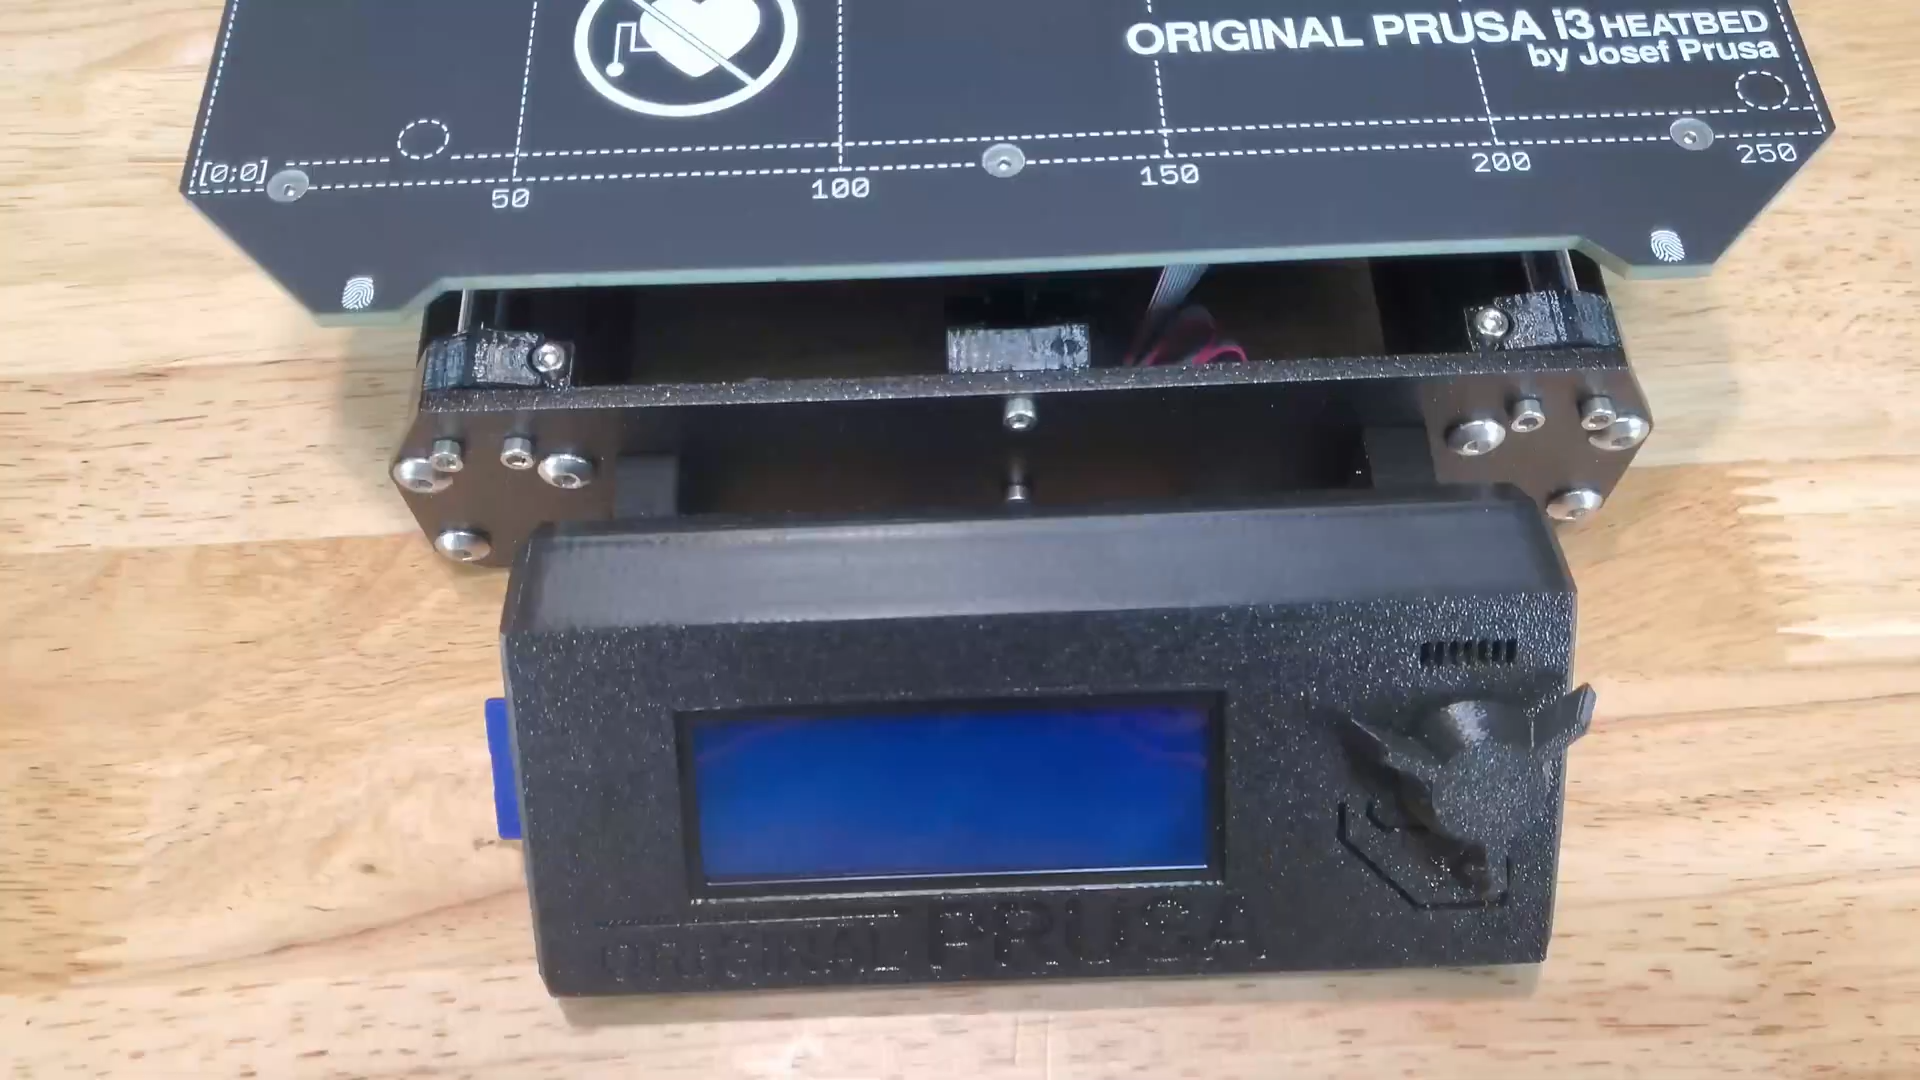 ORIGINAL PRUSA i3 HEATBED
by Josef Prusa
[0;0]
50
100
150
200
250
ORIGINAL PRUSA